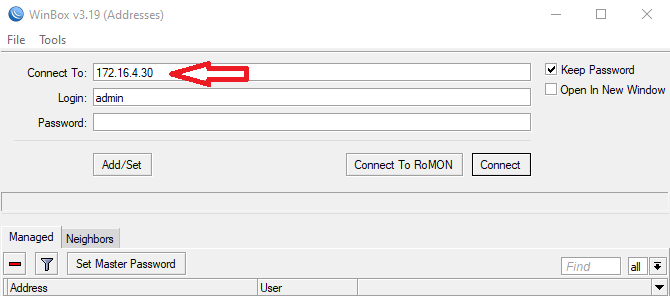 WinBox v3.19 (Addresses)
File Tools
Connect To: 172.16.4.30
Keep Password
Login: admin
Open In New Window
Password:
Add/Set Connect To RoMON Connect
Managed Neighbors
Set Master Password Find all
Address User